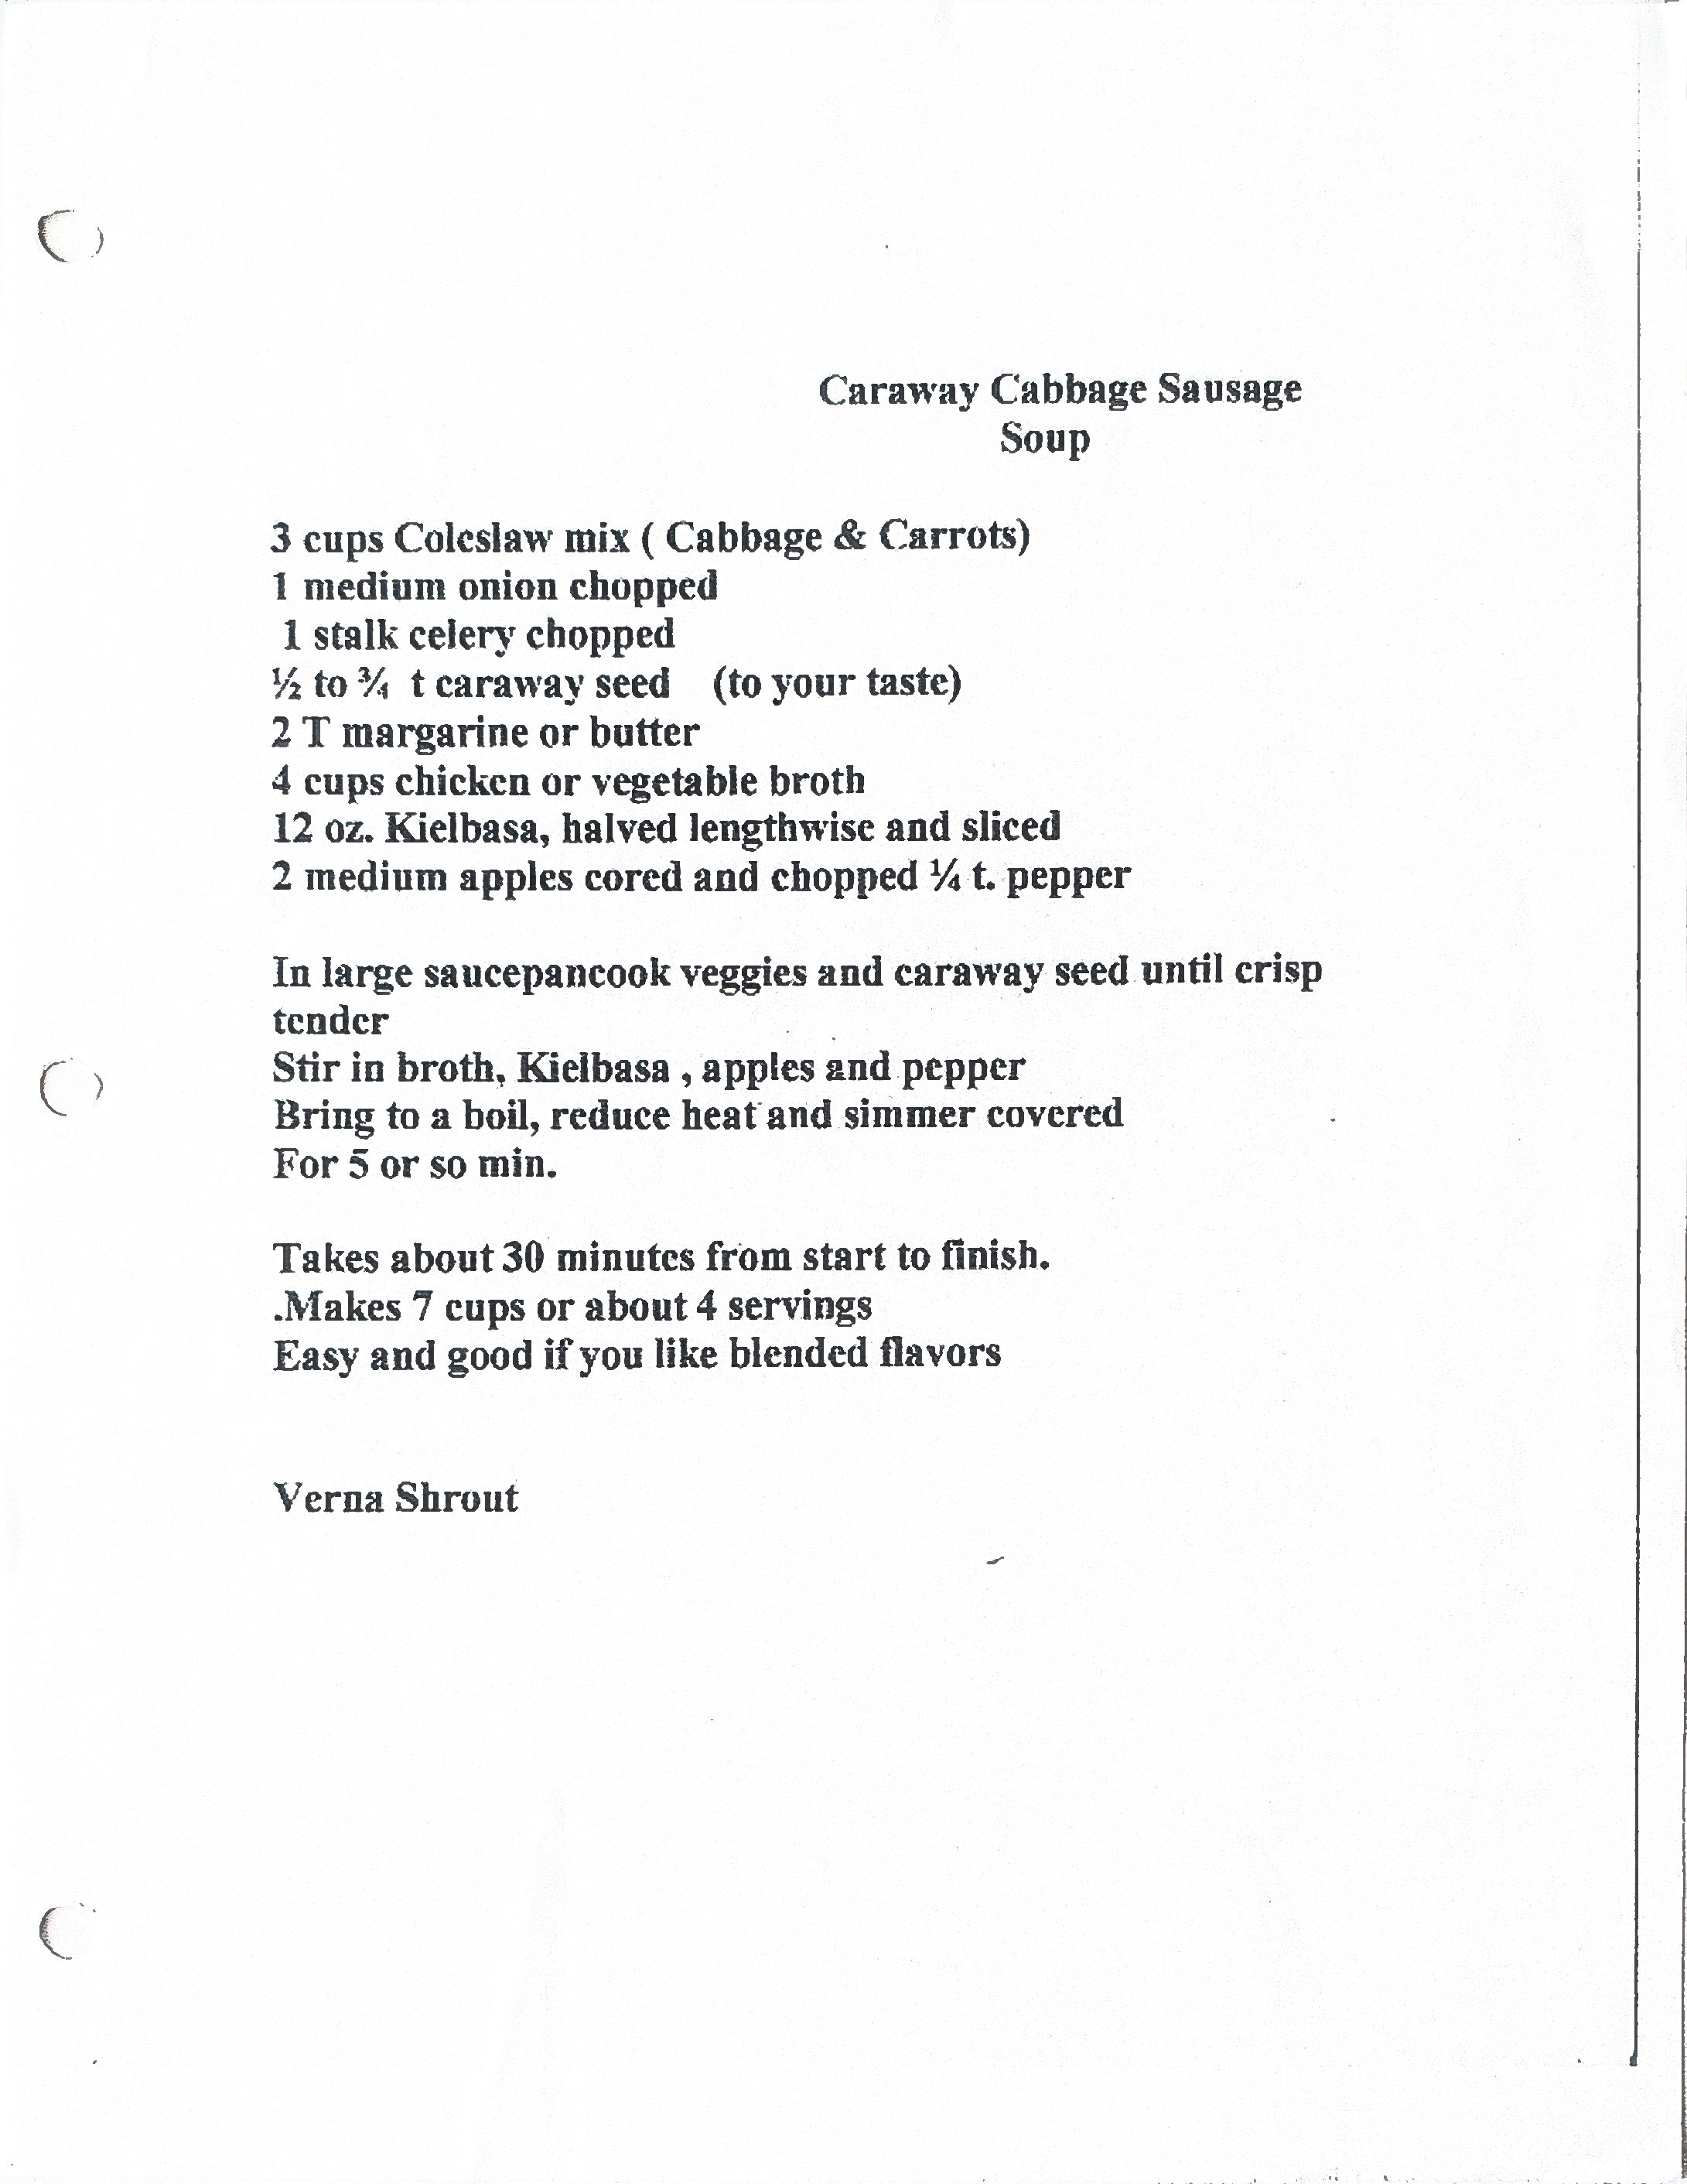 Caraway Cabbage Sausage
Soup
3 cups Coleslaw mix ( Cabbage & Carrots)
1 medium onion chopped
1 stalk celery chopped
½ to ¾ t caraway seed (to your taste)
2 T margarine or butter
4 cups chicken or vegetable broth
12 oz. Kielbasa, halved lengthwise and sliced
2 medium apples cored and chopped ¼ t. pepper
In large saucepancook veggies and caraway seed until crisp
tender
Stir in broth, Kielbasa , apples and pepper
Bring to a boil, reduce heat and simmer covered
For 5 or so min.
Takes about 30 minutes from start to finish.
.Makes 7 cups or about 4 servings
Easy and good if you like blended flavors
Verna Shrout